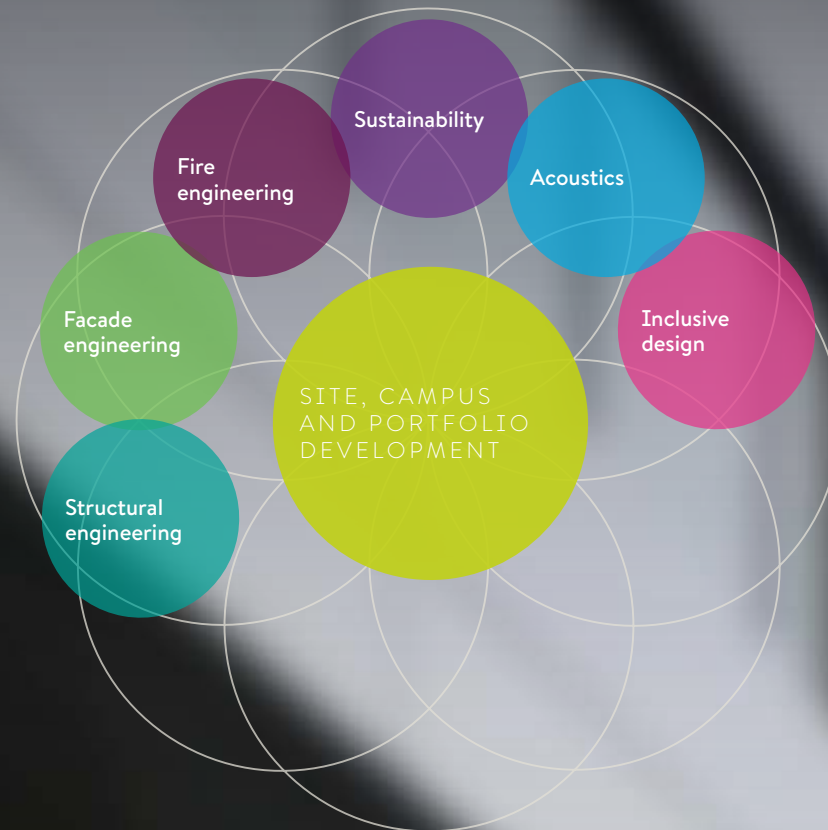 Sustainability
Fire
engineering
Acoustics
Facade
engineering
Inclusive
design
SITE, CAMPUS
AND PORTFOLIO
DEVELOPMENT
Structural
engineering